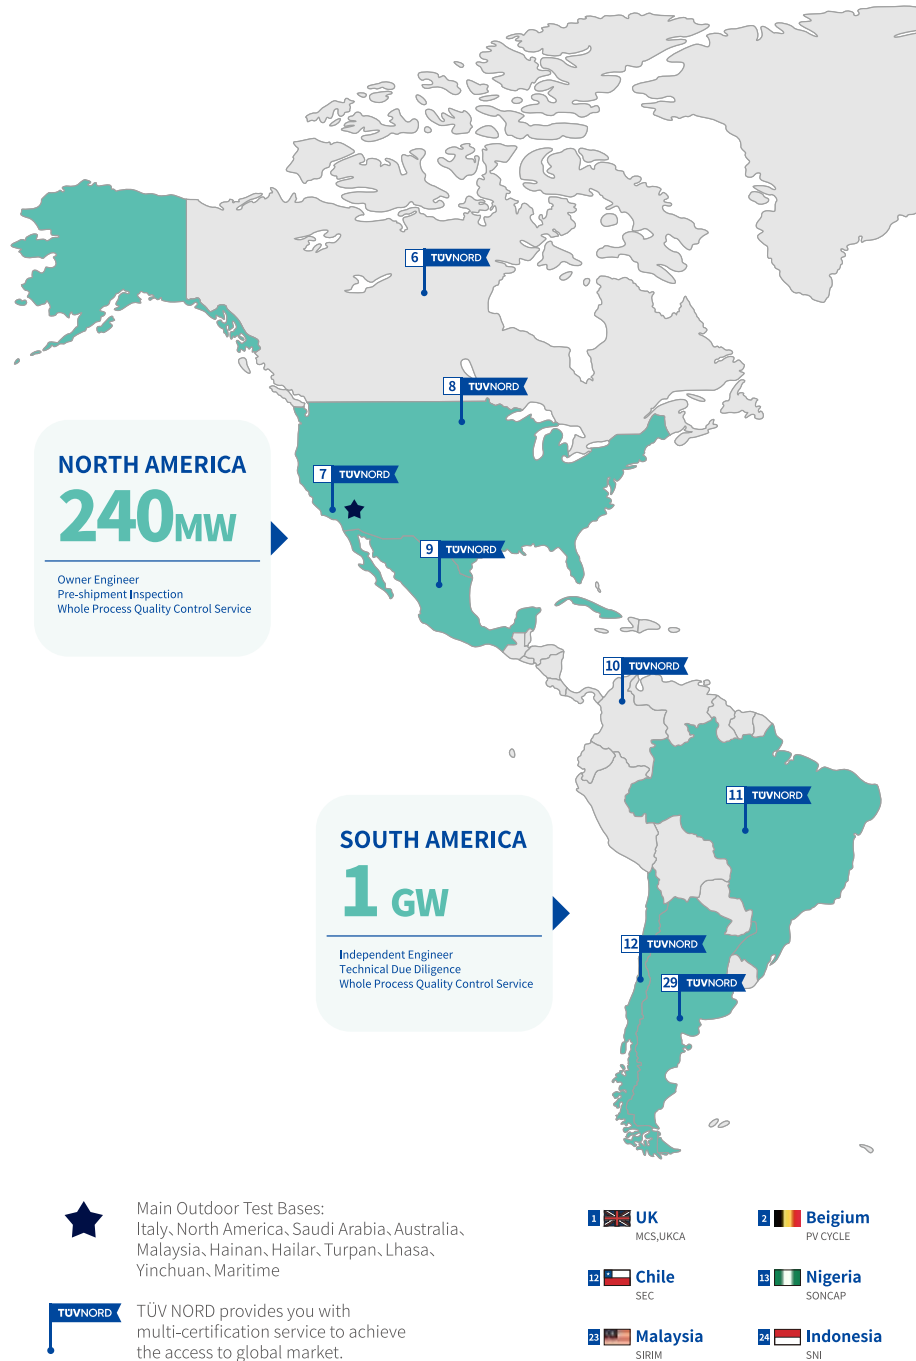 6 TÜVNORD
8 TÜVNORD
7 TÜVNORD
9 TÜVNORD
NORTH AMERICA
240MW
Owner Engineer
Pre-shipment Inspection
Whole Process Quality Control Service
10 TÜVNORD
11 TÜVNORD
SOUTH AMERICA
1 GW
Independent Engineer
Technical Due Diligence
Whole Process Quality Control Service
12 TÜVNORD
29 TÜVNORD
Main Outdoor Test Bases:
Italy、North America、Saudi Arabia、Australia、
Malaysia、Hainan、Hailar、Turpan、Lhasa、
Yinchuan、Maritime
TÜVNORD
TÜV NORD provides you with
multi-certification service to achieve
the access to global market.
1 UK
MCS,UKCA
2 Beigium
PV CYCLE
12 Chile
SEC
13 Nigeria
SONCAP
23 Malaysia
SIRIM
24 Indonesia
SNI